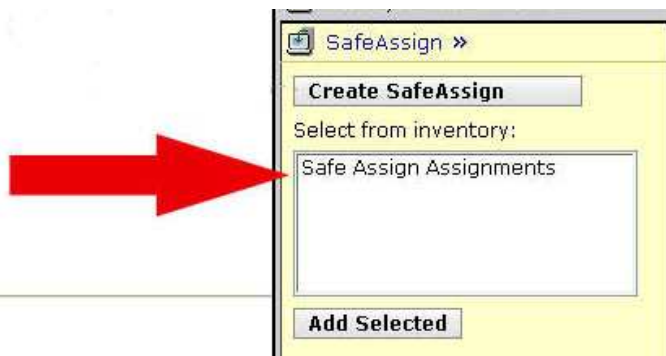 SafeAssign »
Create SafeAssign
Select from inventory:
Safe Assign Assignments
Add Selected